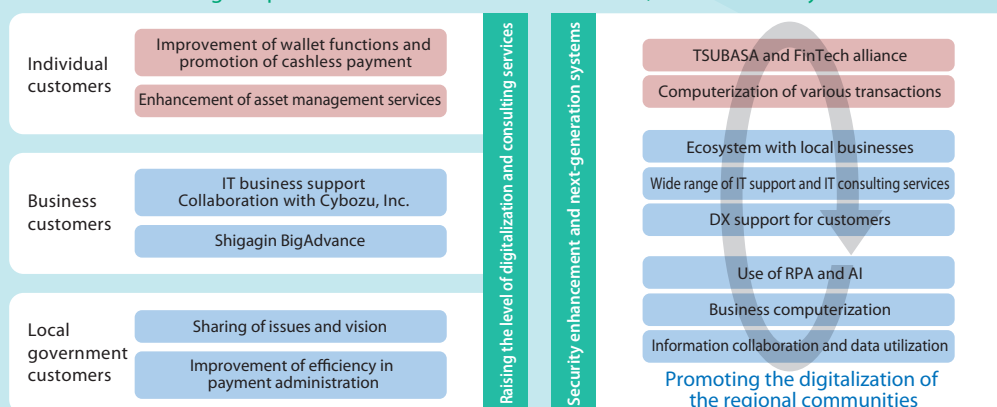 Individual
customers
Improvement of wallet functions and
promotion of cashless payment
Enhancement of asset management services
Business
customers
IT business support
Collaboration with Cybozu, Inc.
Shigagin BigAdvance
Local
government
customers
Sharing of issues and vision
Improvement of efficiency in
payment administration
Raising the level of digitalization and consulting services
Security enhancement and next-generation systems
TSUBASA and FinTech alliance
Computerization of various transactions
Ecosystem with local businesses
Wide range of IT support and IT consulting services
DX support for customers
Use of RPA and AI
Business computerization
Information collaboration and data utilization
Promoting the digitalization of
the regional communities